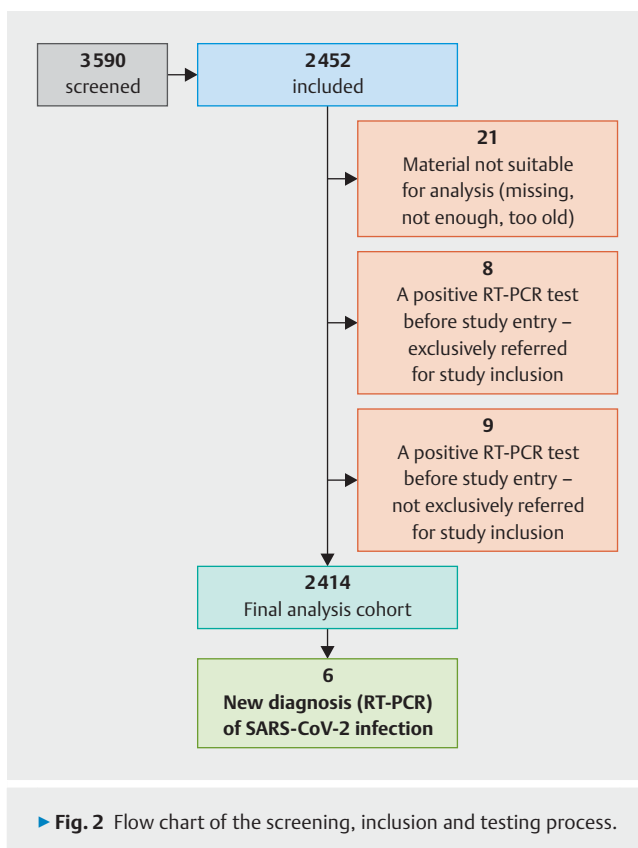 3590
screened
2452
included
21
Material not suitable
for analysis (missing,
not enough, too old)
8
A positive RT-PCR test
before study entry –
exclusively referred
for study inclusion
9
A positive RT-PCR test
before study entry –
not exclusively referred
for study inclusion
2414
Final analysis cohort
6
New diagnosis (RT-PCR)
of SARS-CoV-2 infection
▶ Fig. 2 Flow chart of the screening, inclusion and testing process.